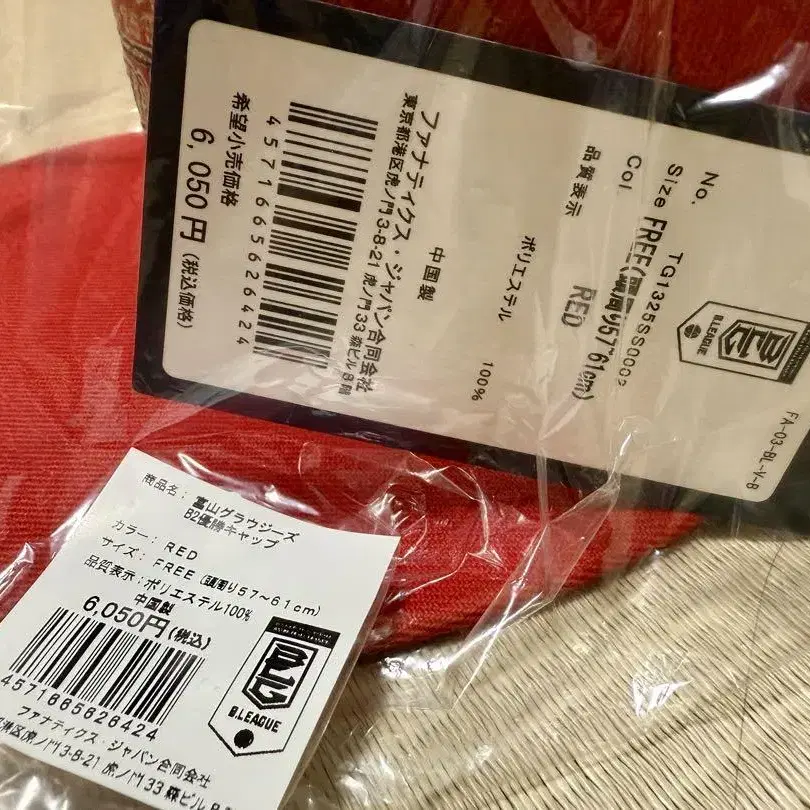 FA-03-BL-V-B
B.LEAGUE
No. TG1325SS0002
Size FREE(頭周り57~61cm)
Col. RED
品質表示
ポリエステル 100%
中国製
ファナティクス・ジャパン合同会社
東京都港区虎ノ門3-8-21 虎ノ門33 森ビル 8階
4571665626424
希望小売価格
6,050円(税込価格)
商品名: 富山グラウジーズ
B2優勝キャップ
カラー: RED
サイズ: FREE(頭周り57~61cm)
品質表示:ポリエステル100%
中国製
6,050円(税込)
B.LEAGUE
4571665626424
ファナティクス・ジャパン合同会社
港区虎ノ門3-8-21 虎ノ門33 森ビル 8